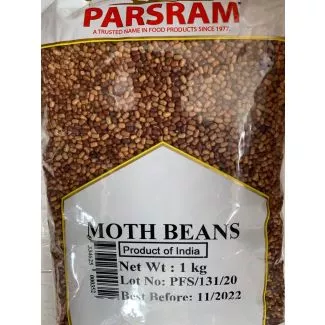 PARSRAM
A TRUSTED NAME IN FOOD PRODUCTS SINCE 1977.
MOTH BEANS
Product of India
Net Wt : 1 kg
Lot No: PFS/131/20
Best Before: 11/2022